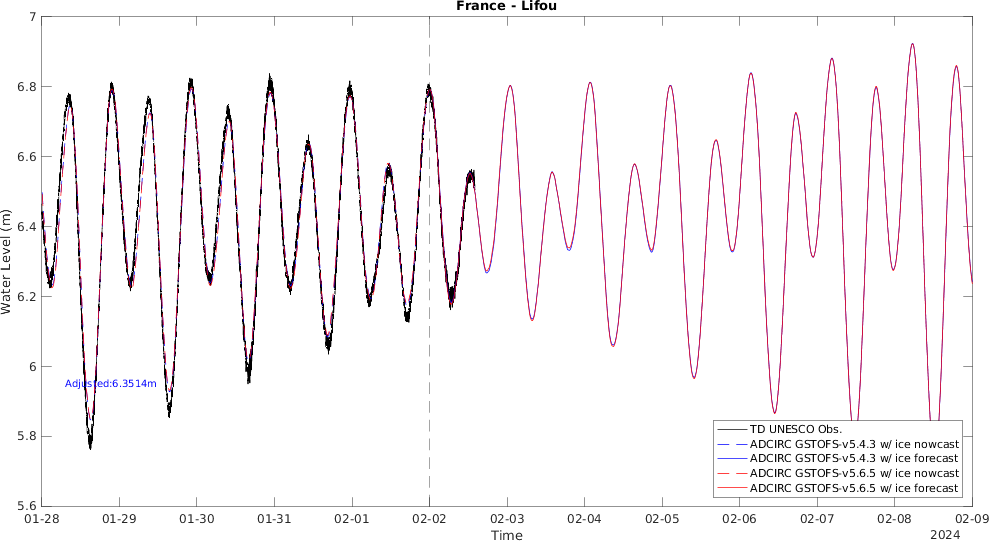 France - Lifou
7
6.8
6.6
6.4
6.2
6
5.8
5.6
Water Level (m)
Adjusted:6.3514m
TD UNESCO Obs.
ADCIRC GSTOFS-v5.4.3 w/ ice nowcast
ADCIRC GSTOFS-v5.4.3 w/ ice forecast
ADCIRC GSTOFS-v5.6.5 w/ ice nowcast
ADCIRC GSTOFS-v5.6.5 w/ ice forecast
01-28 01-29 01-30 01-31 02-01 02-02 02-03 02-04 02-05 02-06 02-07 02-08 02-09
Time
2024